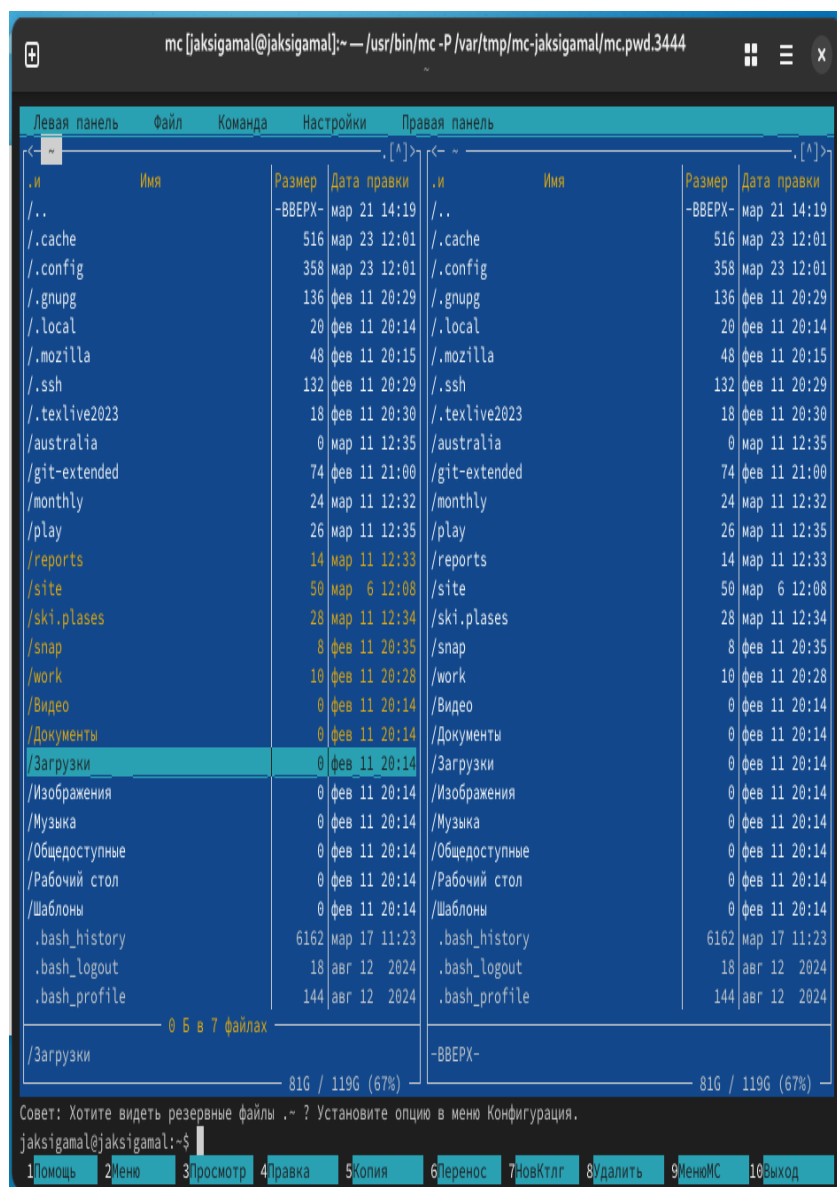 mc [jaksigamal@jaksigamal]:~ — /usr/bin/mc -P /var/tmp/mc-jaksigamal/mc.pwd.3444
~
Левая панель Файл Команда Настройки Правая панель
<- ~ .[^]> <- ~ .[^]>
.и Имя Размер Дата правки .и Имя Размер Дата правки
/.. -ВВЕРХ- мар 21 14:19 /.. -ВВЕРХ- мар 21 14:19
/.cache 516 мар 23 12:01 /.cache 516 мар 23 12:01
/.config 358 мар 23 12:01 /.config 358 мар 23 12:01
/.gnupg 136 фев 11 20:29 /.gnupg 136 фев 11 20:29
/.local 20 фев 11 20:14 /.local 20 фев 11 20:14
/.mozilla 48 фев 11 20:15 /.mozilla 48 фев 11 20:15
/.ssh 132 фев 11 20:29 /.ssh 132 фев 11 20:29
/.texlive2023 18 фев 11 20:30 /.texlive2023 18 фев 11 20:30
/australia 0 мар 11 12:35 /australia 0 мар 11 12:35
/git-extended 74 фев 11 21:00 /git-extended 74 фев 11 21:00
/monthly 24 мар 11 12:32 /monthly 24 мар 11 12:32
/play 26 мар 11 12:35 /play 26 мар 11 12:35
/reports 14 мар 11 12:33 /reports 14 мар 11 12:33
/site 50 мар 6 12:08 /site 50 мар 6 12:08
/ski.plases 28 мар 11 12:34 /ski.plases 28 мар 11 12:34
/snap 8 фев 11 20:35 /snap 8 фев 11 20:35
/work 10 фев 11 20:28 /work 10 фев 11 20:28
/Видео 0 фев 11 20:14 /Видео 0 фев 11 20:14
/Документы 0 фев 11 20:14 /Документы 0 фев 11 20:14
/Загрузки 0 фев 11 20:14 /Загрузки 0 фев 11 20:14
/Изображения 0 фев 11 20:14 /Изображения 0 фев 11 20:14
/Музыка 0 фев 11 20:14 /Музыка 0 фев 11 20:14
/Общедоступные 0 фев 11 20:14 /Общедоступные 0 фев 11 20:14
/Рабочий стол 0 фев 11 20:14 /Рабочий стол 0 фев 11 20:14
/Шаблоны 0 фев 11 20:14 /Шаблоны 0 фев 11 20:14
.bash_history 6162 мар 17 11:23 .bash_history 6162 мар 17 11:23
.bash_logout 18 авг 12 2024 .bash_logout 18 авг 12 2024
.bash_profile 144 авг 12 2024 .bash_profile 144 авг 12 2024
0 Б в 7 файлах
/Загрузки -ВВЕРХ-
81G / 119G (67%) 81G / 119G (67%)
Совет: Хотите видеть резервные файлы .~ ? Установите опцию в меню Конфигурация.
jaksigamal@jaksigamal:~$
1Помощь 2Меню 3Просмотр 4Правка 5Копия 6Перенос 7НовКтлг 8Удалить 9МенюMC 10Выход